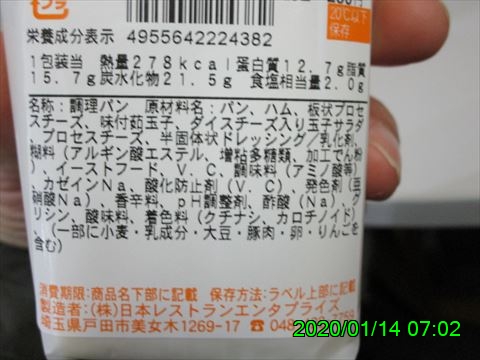 プラ
20℃以下
保存
栄養成分表示 4955642224382
1包装当 熱量278kcal蛋白質12.7g脂質
15.7g炭水化物21.5g 食塩相当量2.0g
名称:調理パン 原材料名:パン、ハム、板状プロセ
スチーズ、味付茹玉子、ダイスチーズ入り玉子サラダ
、プロセスチーズ、半固体状ドレッシング/乳化剤、
糊料(アルギン酸エステル、増粘多糖類、加工でん粉
)、イーストフード、V.C、調味料(アミノ酸等)
、カゼインNa、酸化防止剤(V.C)、発色剤(亜
硝酸Na)、香辛料、pH調整剤、酢酸(Na)、グ
リシン、酸味料、着色料(クチナシ、カロチノイド)
、(一部に小麦・乳成分・大豆・豚肉・卵・りんごを
含む)
消費期限:商品名下部に記載 保存方法:ラベル上部に記載
製造者:(株)日本レストランエンタプライズ
埼玉県戸田市美女木1269-17 ☎048
2020/01/14 07:02